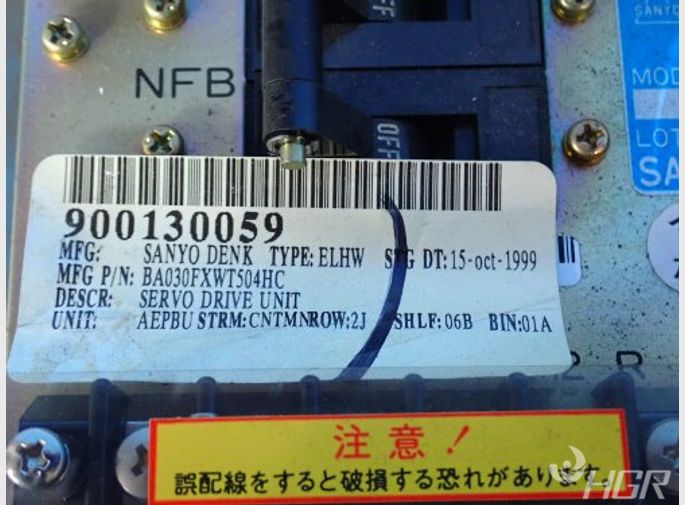 SANYO
NFB
OFF
MOD
LOT
SA
OFF
900130059
MFG: SANYO DENK TYPE: ELHW STG DT: 15-oct-1999
MFG P/N: BA030FXWT504HC
DESCR: SERVO DRIVE UNIT
UNIT: AEPBU STRM: CNTMNROW:2J SHLF: 06B BIN:01A
R
注意!
誤配線をすると破損する恐れがあります。
HGR